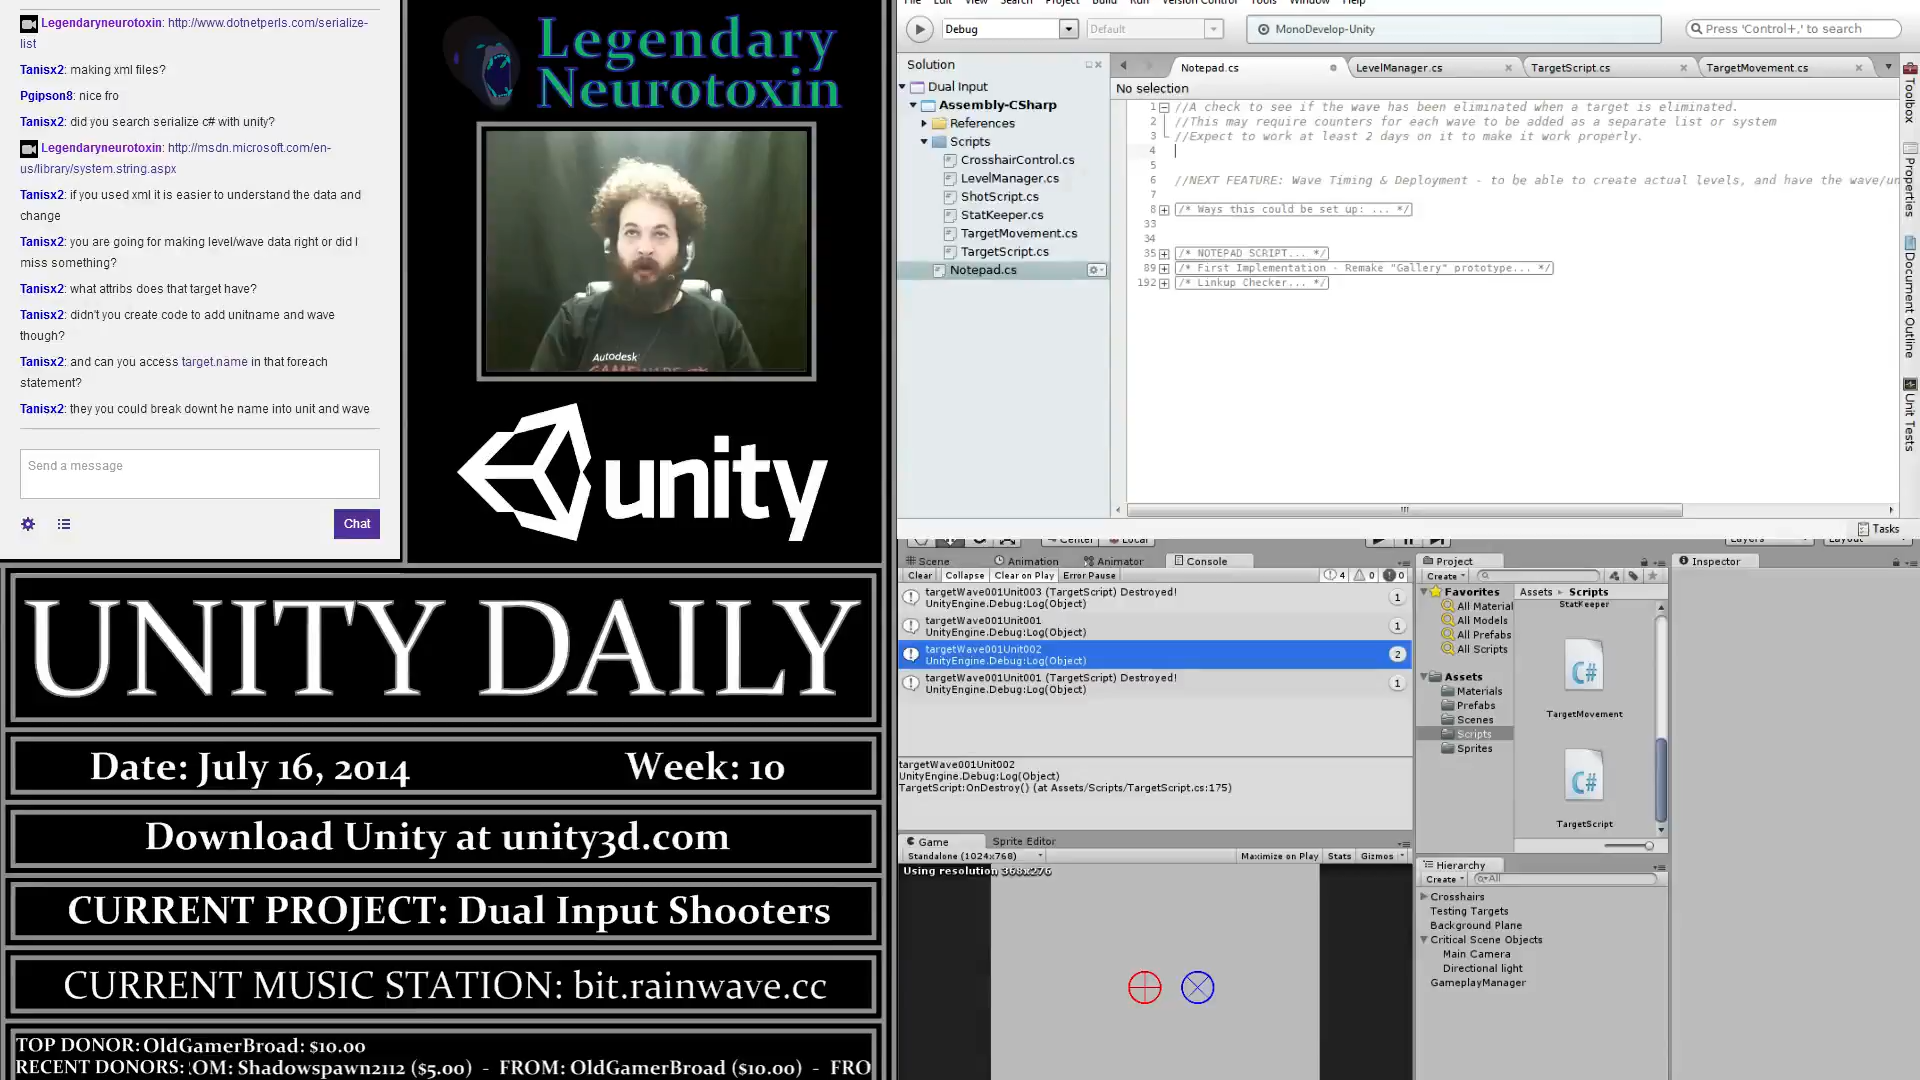 Legendaryneurotoxin: http://www.dotnetperls.com/serialize-
list
Tanisx2: making xml files?
Pgipson8: nice fro
Tanisx2: did you search serialize c# with unity?
Legendaryneurotoxin: http://msdn.microsoft.com/en-
us/library/system.string.aspx
Tanisx2: if you used xml it is easier to understand the data and
change
Tanisx2: you are going for making level/wave data right or did I
miss something?
Tanisx2: what attribs does that target have?
Tanisx2: didn't you create code to add unitname and wave
though?
Tanisx2: and can you access target.name in that foreach
statement?
Tanisx2: they you could break downt he name into unit and wave
Send a message
Chat
Legendary
Neurotoxin
Autodesk
unity
UNITY DAILY
Date: July 16, 2014 Week: 10
Download Unity at unity3d.com
CURRENT PROJECT: Dual Input Shooters
CURRENT MUSIC STATION: bit.rainwave.cc
TOP DONOR: OldGamerBroad: $10.00
RECENT DONORS: OM: Shadowspawn2112 ($5.00) - FROM: OldGamerBroad ($10.00) - FRO
File Edit View Search Project Build Run Version Control Tools Window Help
Debug Default MonoDevelop-Unity Press 'Control+,' to search
Solution
Dual Input
Assembly-CSharp
References
Scripts
CrosshairControl.cs
LevelManager.cs
ShotScript.cs
StatKeeper.cs
TargetMovement.cs
TargetScript.cs
Notepad.cs
Notepad.cs LevelManager.cs TargetScript.cs TargetMovement.cs
No selection
1 //A check to see if the wave has been eliminated when a target is eliminated.
2 //This may require counters for each wave to be added as a separate list or system
3 //Expect to work at least 2 days on it to make it work properly.
4
5
6 //NEXT FEATURE: Wave Timing & Deployment - to be able to create actual levels, and have the wave/un
7
8 /* Ways this could be set up: ... */
33
34
35 /* NOTEPAD SCRIPT... */
89 /* First Implementation - Remake "Gallery" prototype... */
192 /* Linkup Checker... */
Toolbox
Properties
Document Outline
Unit Tests
Tasks
Center Local Layers Layout
Scene Animation Animator Console
Clear Collapse Clear on Play Error Pause 4 0 0
targetWave001Unit003 (TargetScript) Destroyed!
UnityEngine.Debug:Log(Object) 1
targetWave001Unit001
UnityEngine.Debug:Log(Object) 1
targetWave001Unit002
UnityEngine.Debug:Log(Object) 2
targetWave001Unit001 (TargetScript) Destroyed!
UnityEngine.Debug:Log(Object) 1
targetWave001Unit002
UnityEngine.Debug:Log(Object)
TargetScript:OnDestroy() (at Assets/Scripts/TargetScript.cs:175)
Game Sprite Editor
Standalone (1024x768) Maximize on Play Stats Gizmos
Using resolution 368x276
Project
Create
Favorites
All Material
All Models
All Prefabs
All Scripts
Assets
Materials
Prefabs
Scenes
Scripts
Sprites
Assets Scripts
StatKeeper
C#
TargetMovement
C#
TargetScript
Hierarchy
Create All
Crosshairs
Testing Targets
Background Plane
Critical Scene Objects
Main Camera
Directional light
GameplayManager
Inspector